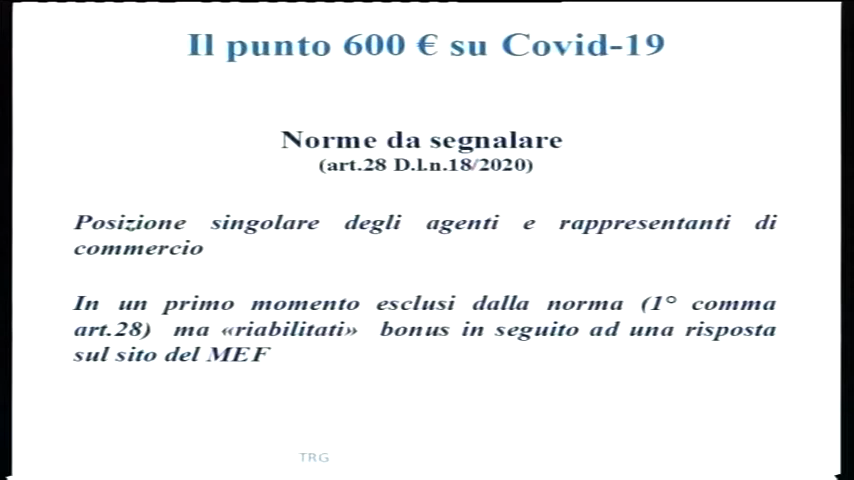 Il punto 600 € su Covid-19
Norme da segnalare
(art.28 D.l.n.18/2020)
Posizione singolare degli agenti e rappresentanti di
commercio
In un primo momento esclusi dalla norma (1° comma
art.28) ma «riabilitati» bonus in seguito ad una risposta
sul sito del MEF
TRG